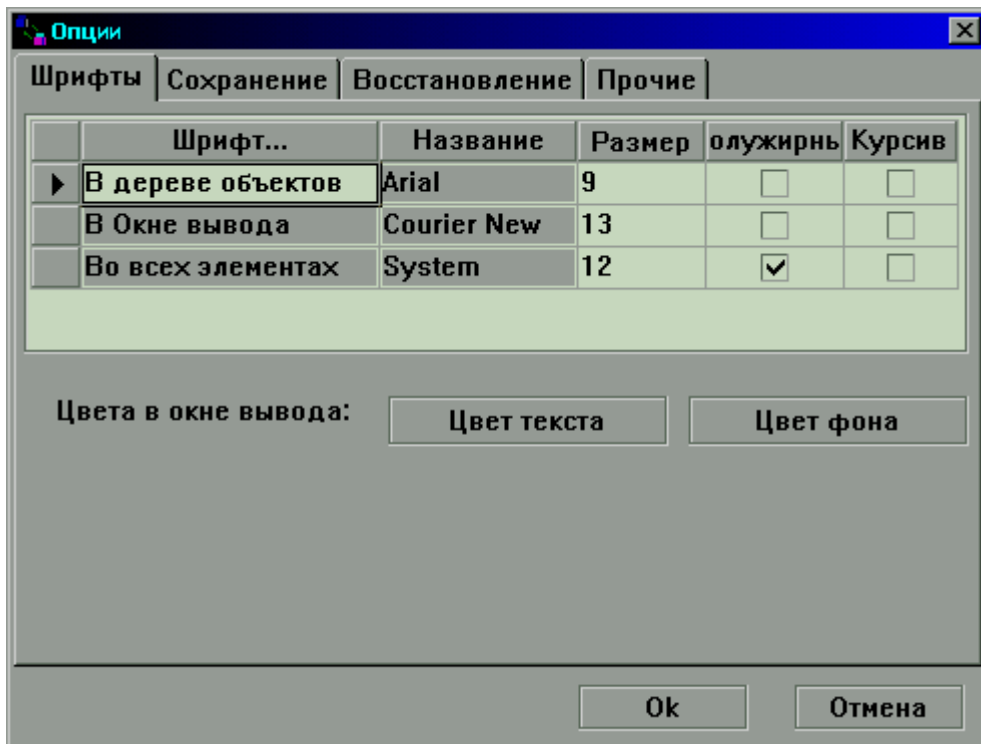 Опции
Шрифты Сохранение Восстановление Прочие
Шрифт... Название Размер олужирнь Курсив
В дереве объектов Arial 9
В Окне вывода Courier New 13
Во всех элементах System 12
Цвета в окне вывода: Цвет текста Цвет фона
Ok Отмена